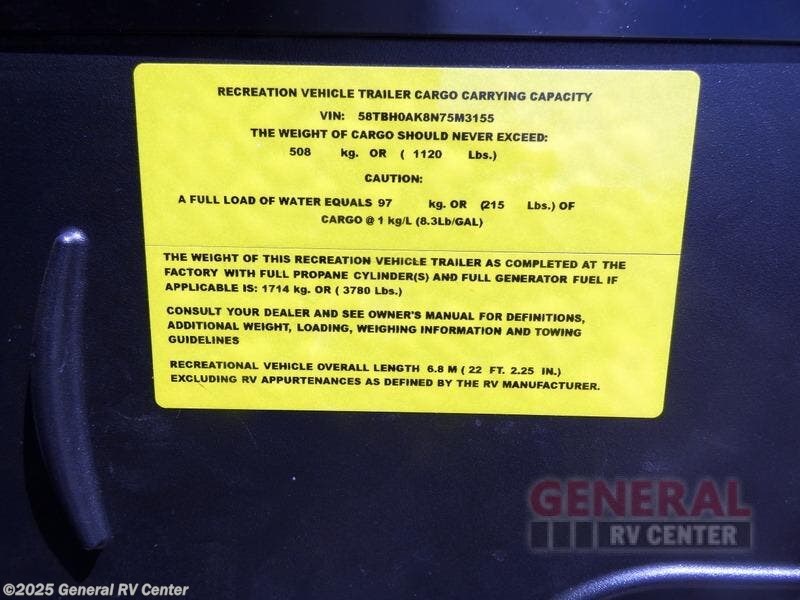 RECREATION VEHICLE TRAILER CARGO CARRYING CAPACITY
VIN: 58TBH0AK8N75M3155
THE WEIGHT OF CARGO SHOULD NEVER EXCEED:
508 kg. OR ( 1120 Lbs.)
CAUTION:
A FULL LOAD OF WATER EQUALS 97 kg. OR (215 Lbs.) OF
CARGO @ 1 kg/L (8.3Lb/GAL)
THE WEIGHT OF THIS RECREATION VEHICLE TRAILER AS COMPLETED AT THE
FACTORY WITH FULL PROPANE CYLINDER(S) AND FULL GENERATOR FUEL IF
APPLICABLE IS: 1714 kg. OR ( 3780 Lbs.)
CONSULT YOUR DEALER AND SEE OWNER'S MANUAL FOR DEFINITIONS,
ADDITIONAL WEIGHT, LOADING, WEIGHING INFORMATION AND TOWING
GUIDELINES
RECREATIONAL VEHICLE OVERALL LENGTH 6.8 M ( 22 FT. 2.25 IN.)
EXCLUDING RV APPURTENANCES AS DEFINED BY THE RV MANUFACTURER.
GENERAL
RV CENTER
©2025 General RV Center